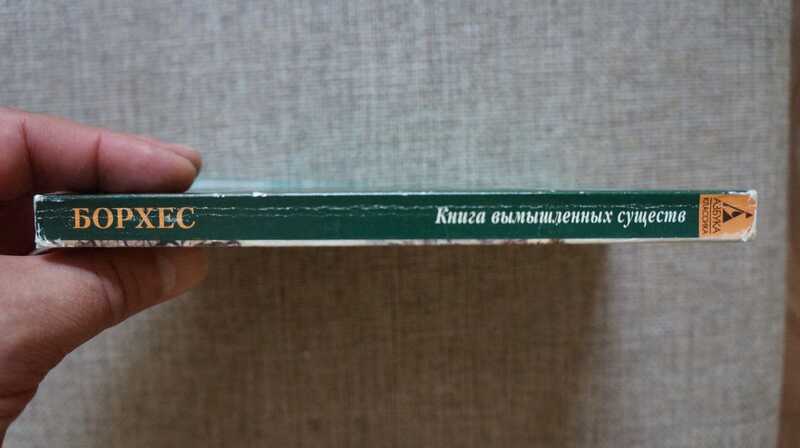 БОРХЕС
Книга вымышленных существ
АЗБУКА
КЛАССИКА